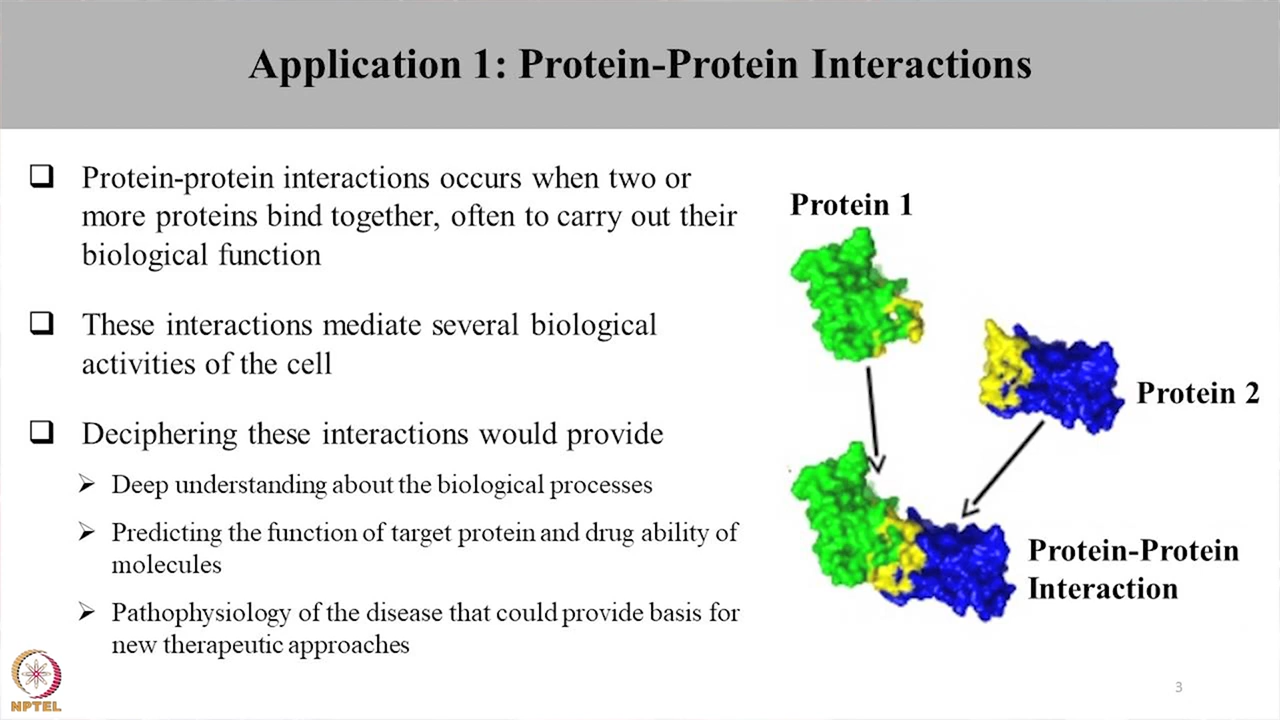 Application 1: Protein-Protein Interactions
Protein-protein interactions occurs when two or
more proteins bind together, often to carry out their
biological function
These interactions mediate several biological
activities of the cell
Deciphering these interactions would provide
Deep understanding about the biological processes
Predicting the function of target protein and drug ability of
molecules
Pathophysiology of the disease that could provide basis for
new therapeutic approaches
Protein 1
Protein 2
Protein-Protein
Interaction
NPTEL
3